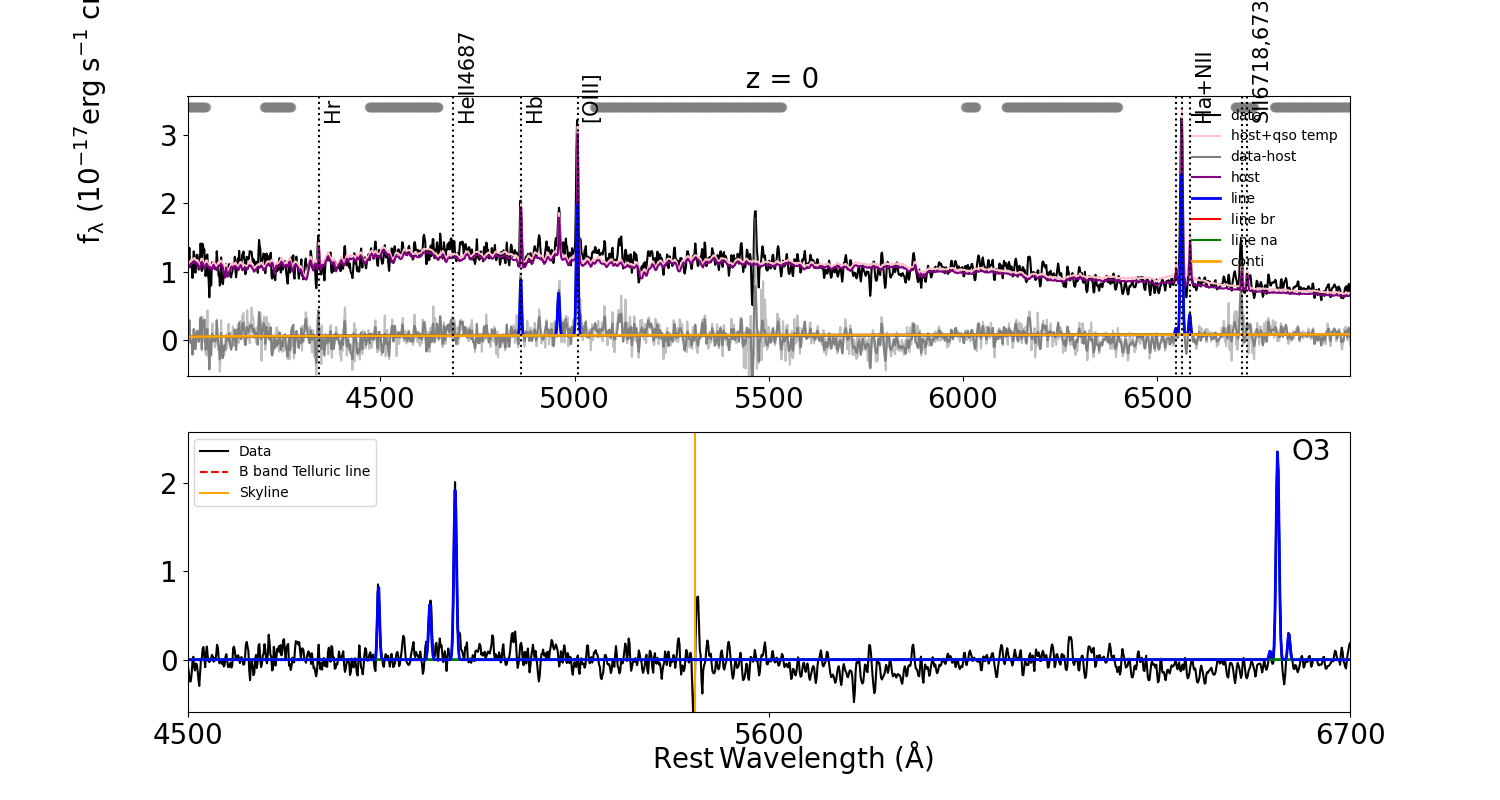 z = 0
fλ (10−17erg s−1 c
Hr
HeII4687
Hb
[OIII]
Ha+NII
SII6718,673
data
host+qso temp
data-host
host
line
line br
line na
conti
3
2
1
0
4500 5000 5500 6000 6500
Data
B band Telluric line
Skyline
O3
2
1
0
4500 5600 6700
Rest Wavelength (Å)